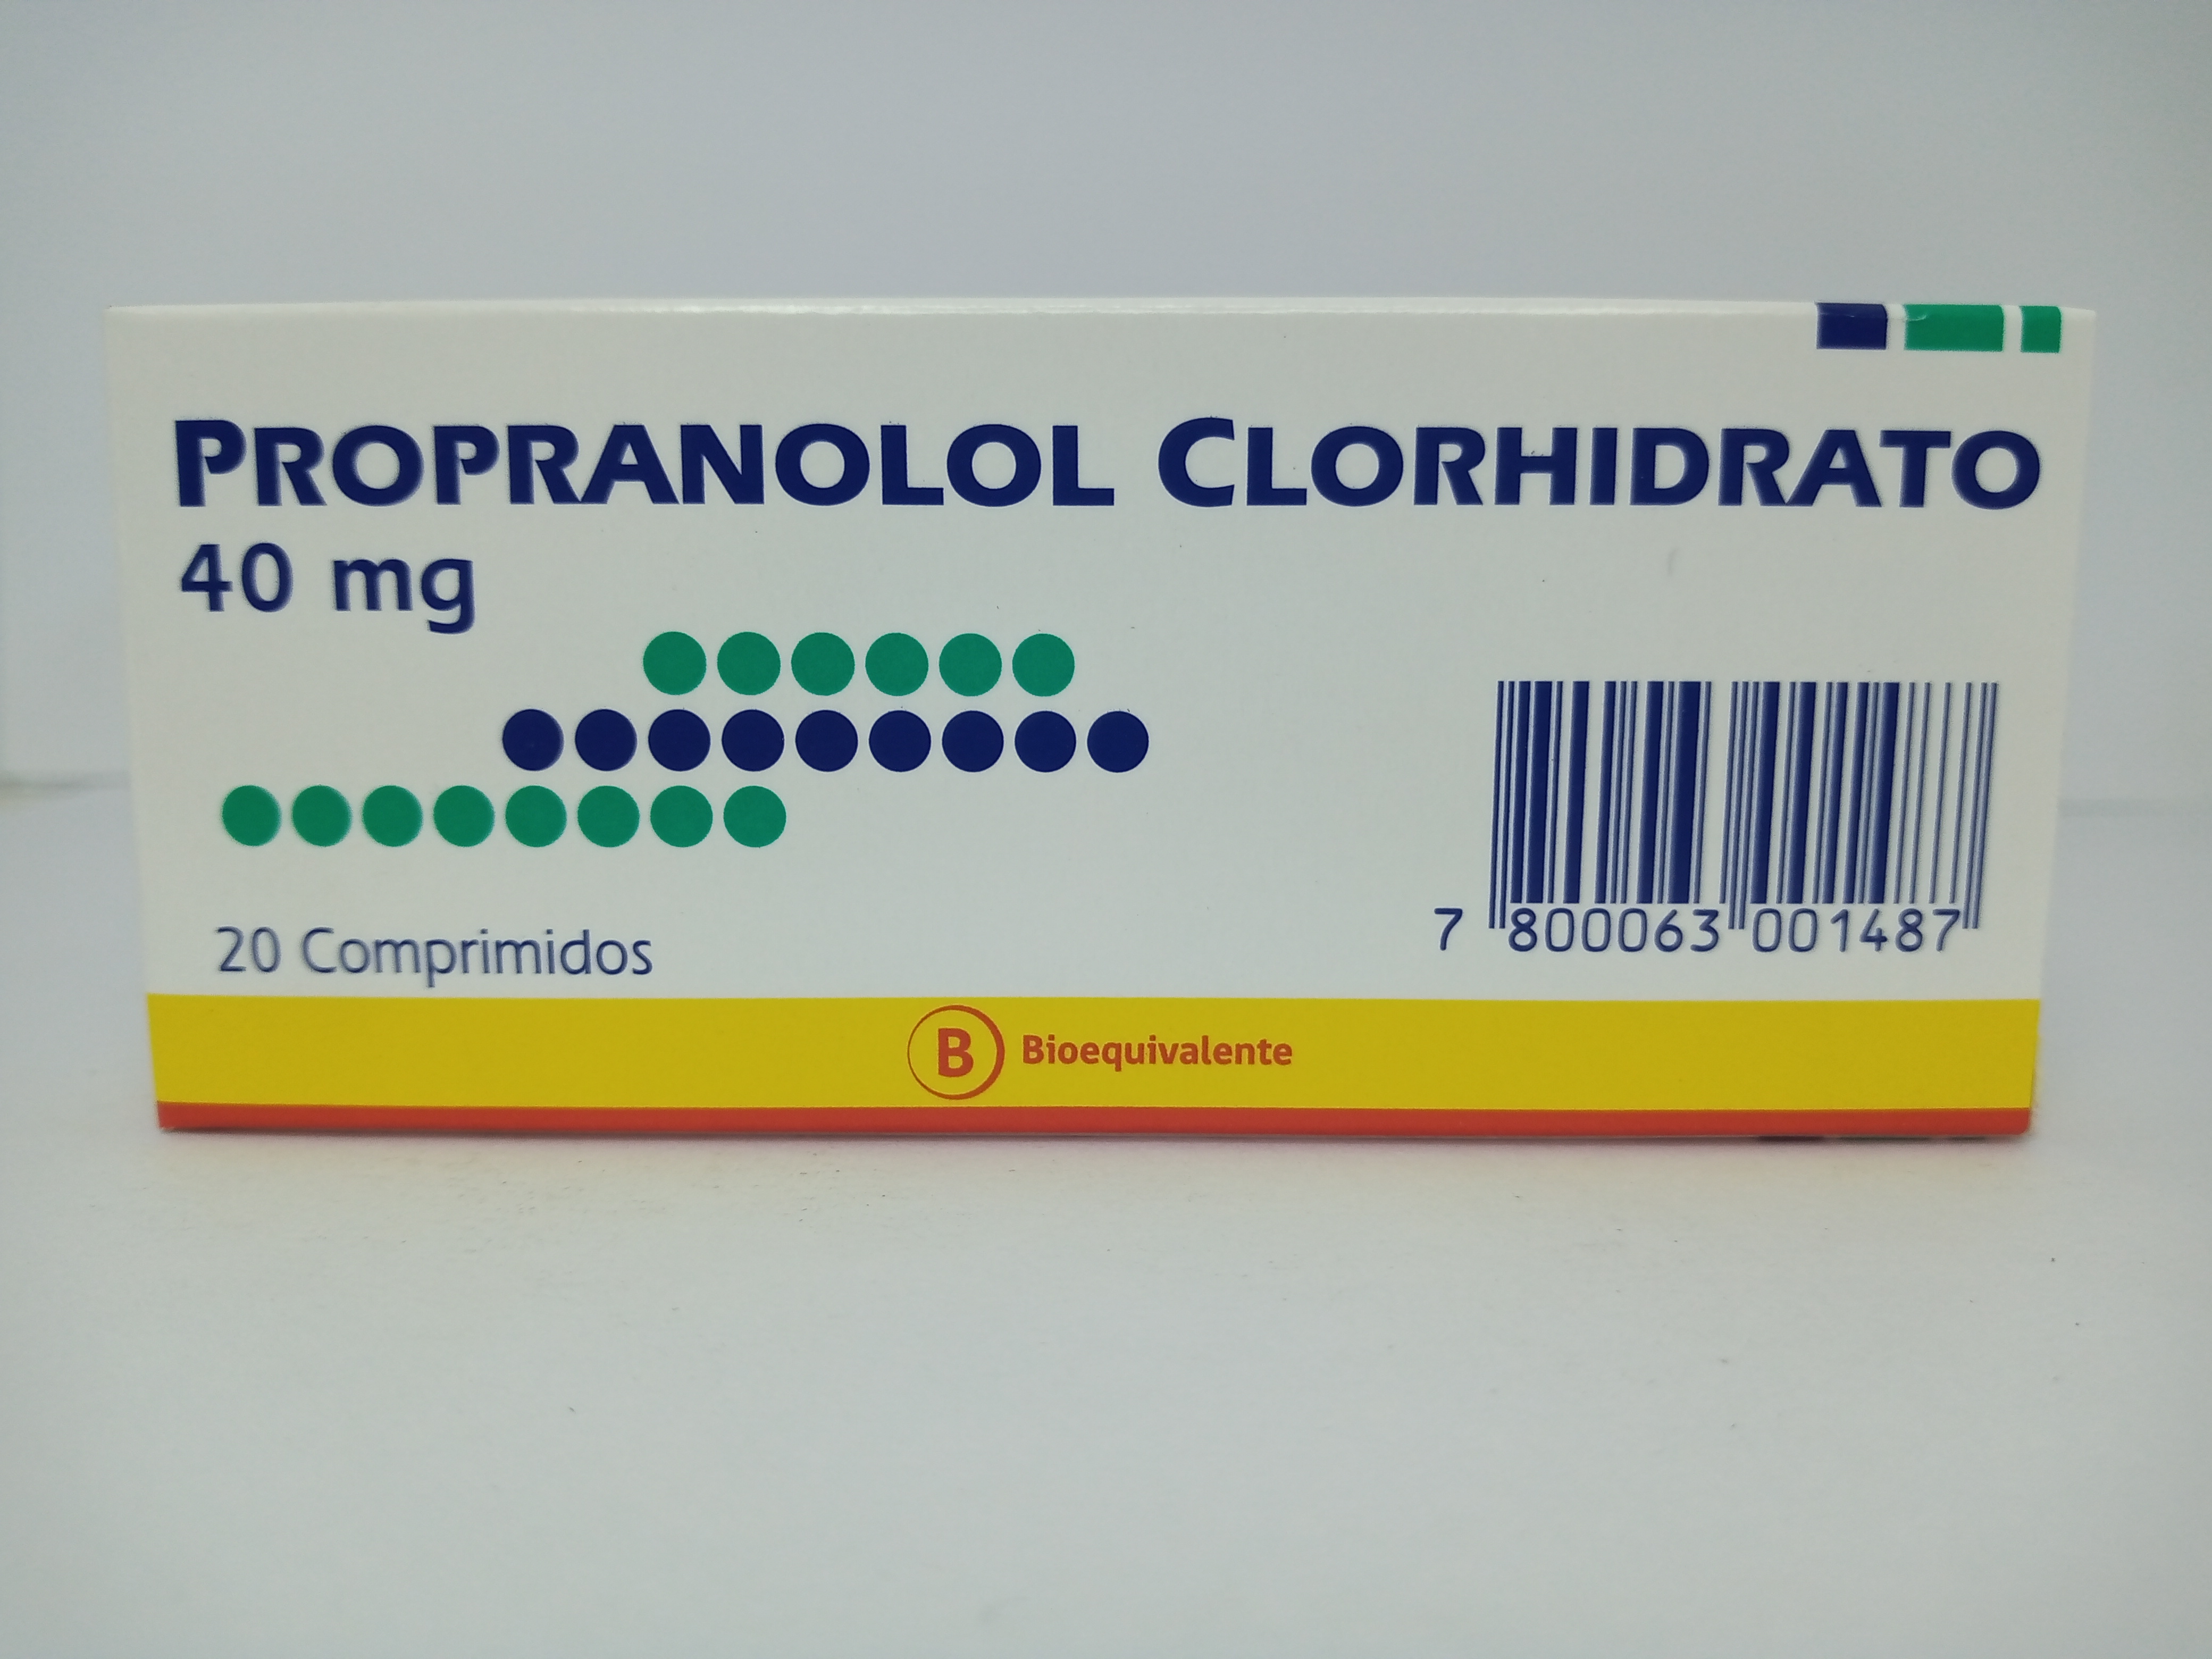 PROPRANOLOL CLORHIDRATO
40 mg
20 Comprimidos
7 800063 001487
B Bioequivalente